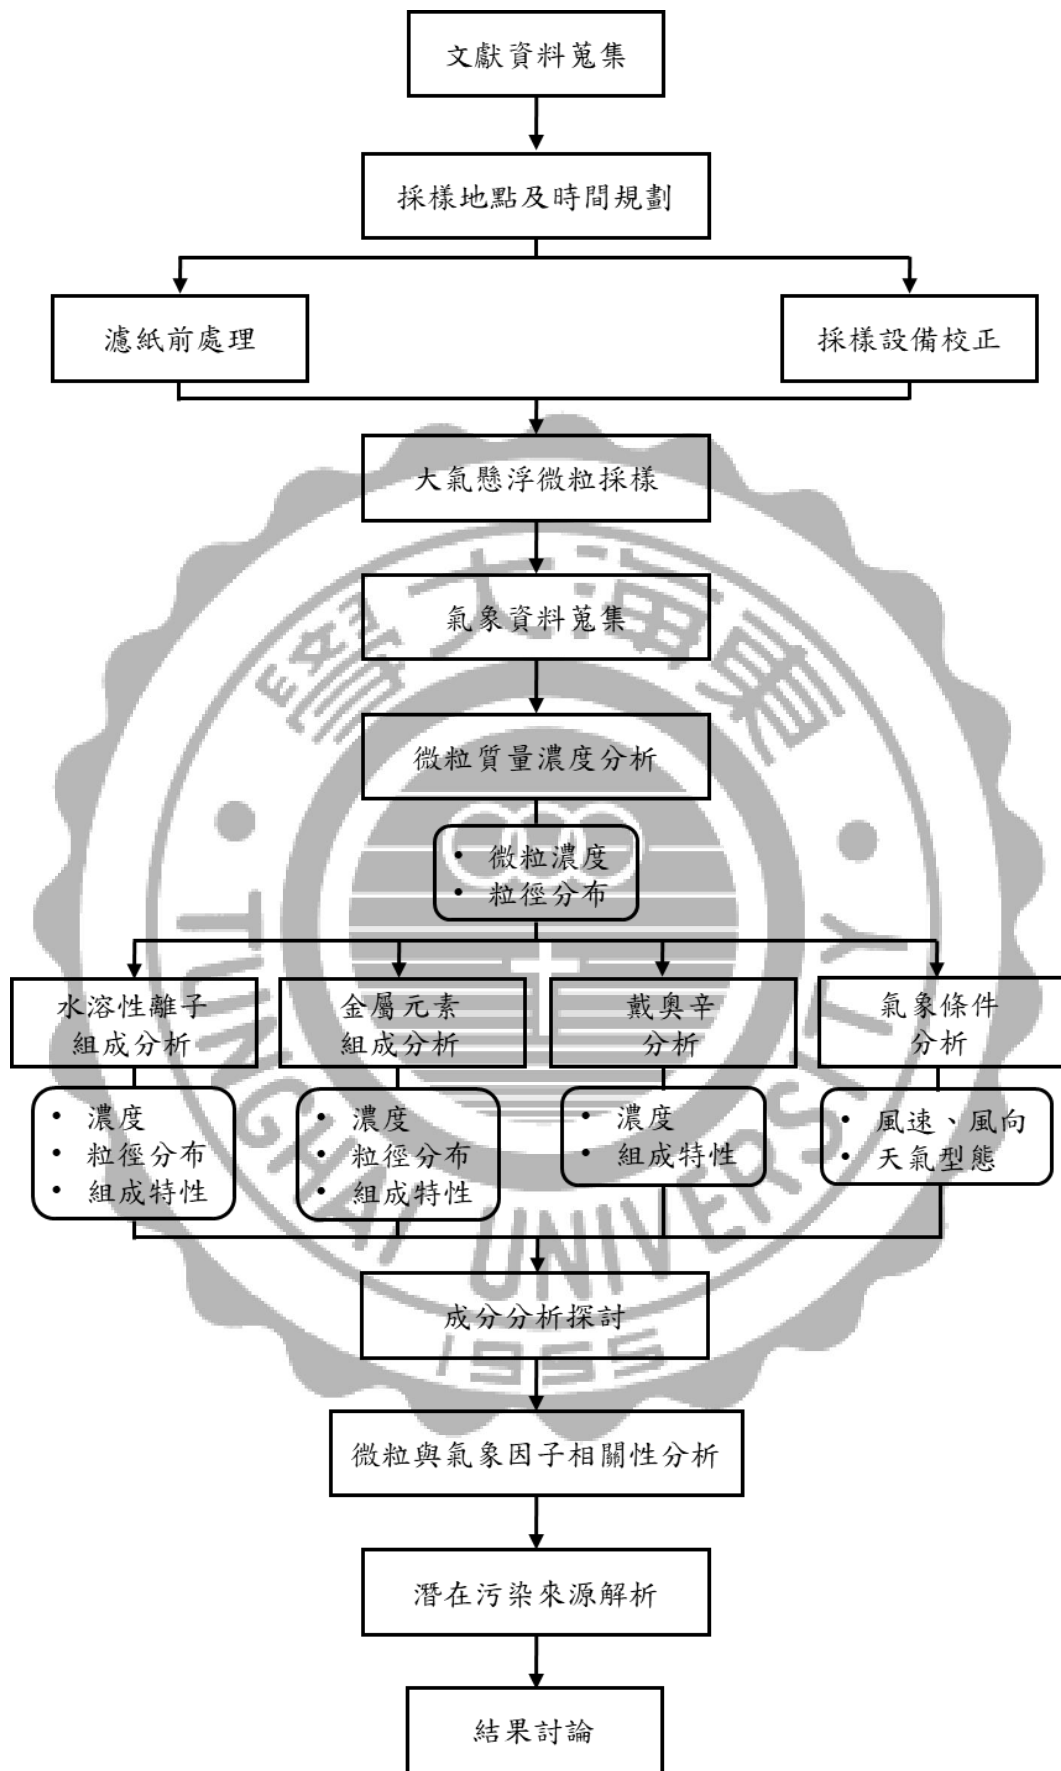 文獻資料蒐集
採樣地點及時間規劃
濾紙前處理
採樣設備校正
大氣懸浮微粒採樣
氣象資料蒐集
微粒質量濃度分析
• 微粒濃度
• 粒徑分布
水溶性離子
組成分析
金屬元素
組成分析
戴奧辛
分析
氣象條件
分析
• 濃度
• 粒徑分布
• 組成特性
• 濃度
• 粒徑分布
• 組成特性
• 濃度
• 組成特性
• 風速、風向
• 天氣型態
成分分析探討
微粒與氣象因子相關性分析
潛在污染來源解析
結果討論
學大海東
TUNGHAI UNIVERSITY
1955